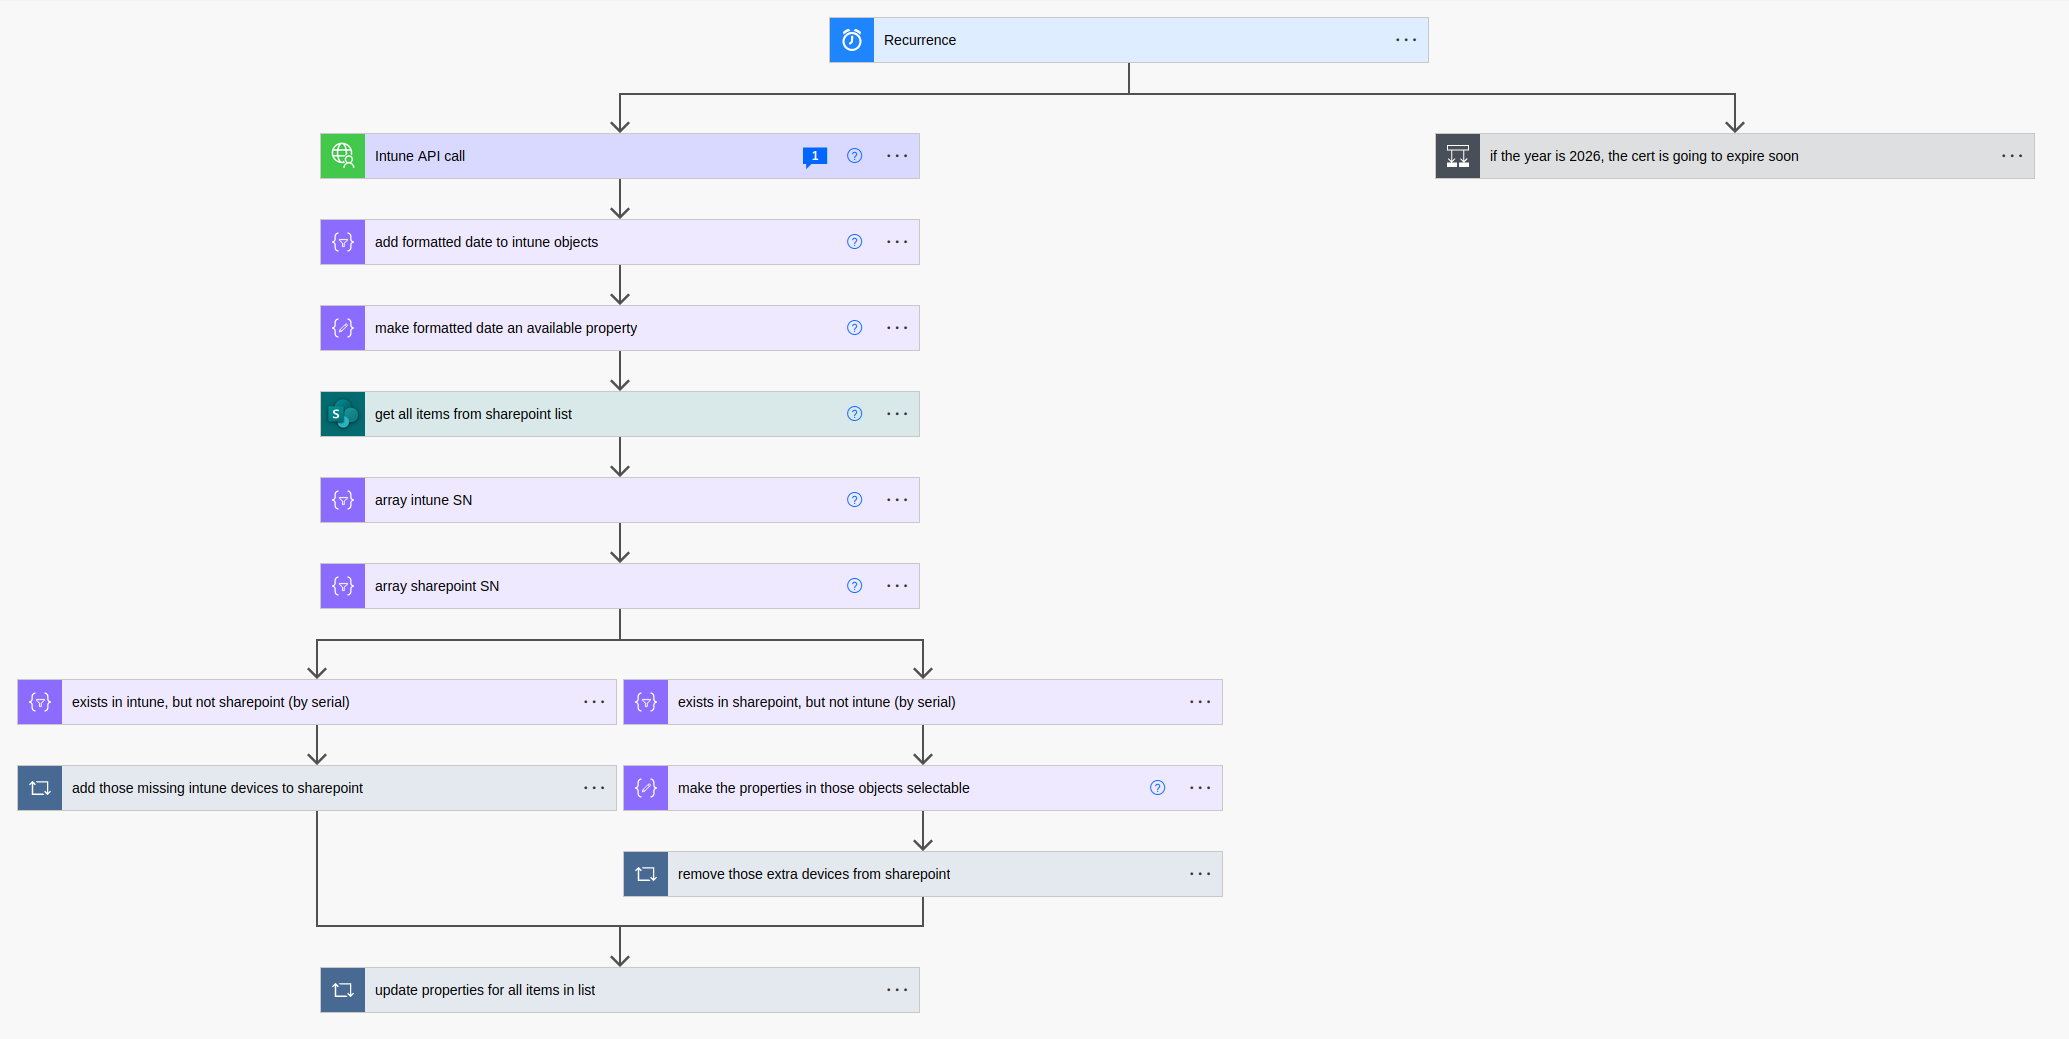 Recurrence
Intune API call
1
if the year is 2026, the cert is going to expire soon
add formatted date to intune objects
make formatted date an available property
S
get all items from sharepoint list
array intune SN
array sharepoint SN
exists in intune, but not sharepoint (by serial)
exists in sharepoint, but not intune (by serial)
add those missing intune devices to sharepoint
make the properties in those objects selectable
remove those extra devices from sharepoint
update properties for all items in list